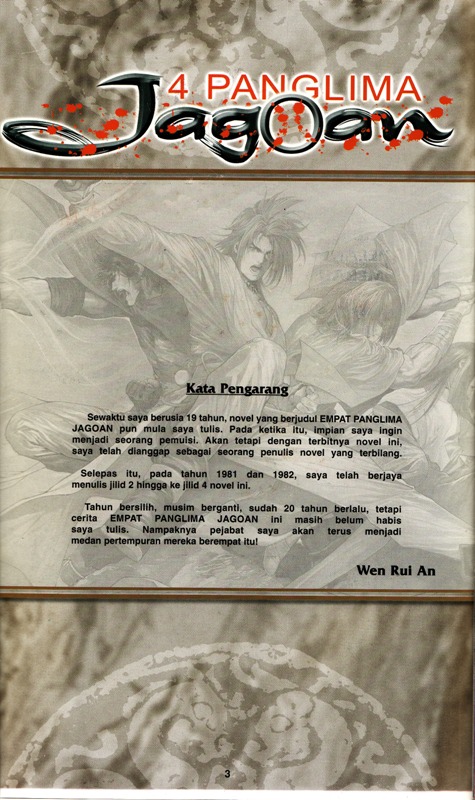 4 PANGLIMA
Jagoan
Kata Pengarang
Sewaktu saya berusia 19 tahun, novel yang berjudul EMPAT PANGLIMA
JAGOAN pun mula saya tulis. Pada ketika itu, impian saya ingin
menjadi seorang pemuisi. Akan tetapi dengan terbitnya novel ini,
saya telah dianggap sebagai seorang penulis novel yang terbilang.
Selepas itu, pada tahun 1981 dan 1982, saya telah berjaya
menulis jilid 2 hingga ke jilid 4 novel ini.
Tahun bersilih, musim berganti, sudah 20 tahun berlalu, tetapi
cerita EMPAT PANGLIMA JAGOAN ini masih belum habis
saya tulis. Nampaknya pejabat saya akan terus menjadi
medan pertempuran mereka berempat itu!
Wen Rui An
3